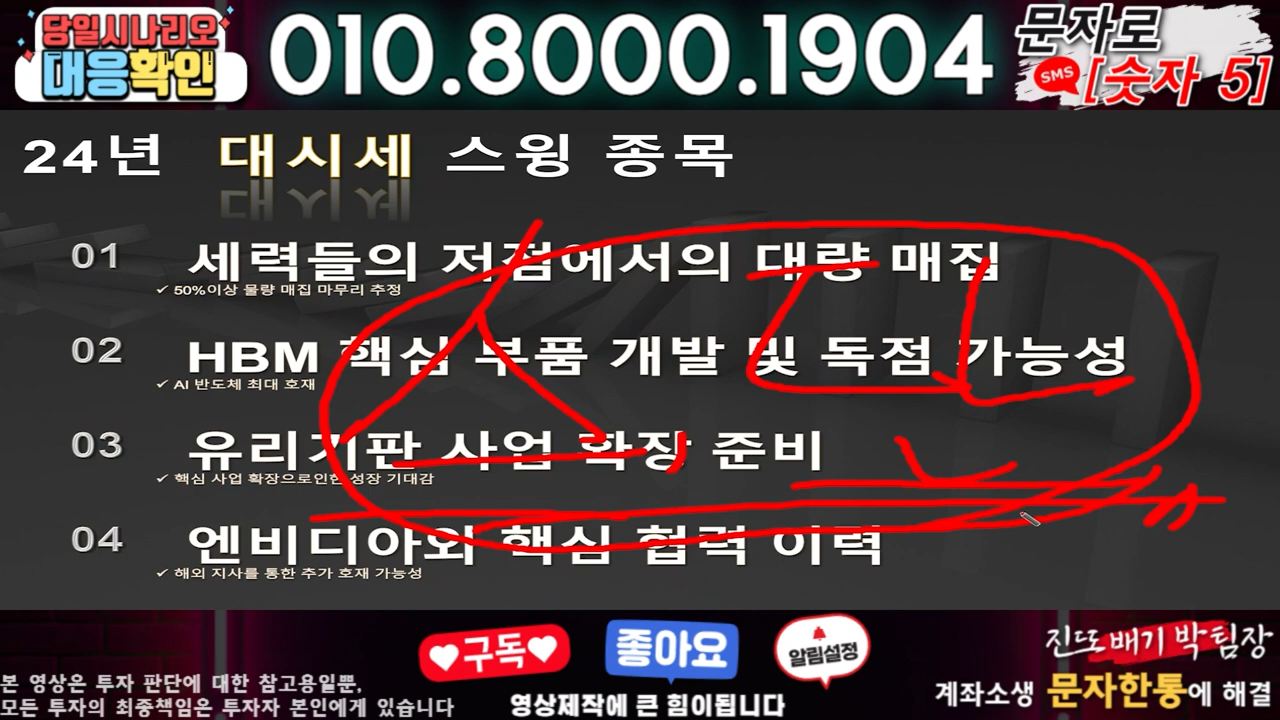 당일시나리오
대응확인
010.8000.1904
문자로
SMS [숫자 5]
24년 대시세 스윙 종목
01 세력들의 저점에서의 대량 매집
✓ 50%이상 물량 매집 마무리 추정
02 HBM 핵심 부품 개발 및 독점 가능성
✓ AI 반도체 최대 호재
03 유리기판 사업 확장 준비
✓ 핵심 사업 확장으로인한 성장 기대감
04 엔비디아와 핵심 협력 이력
✓ 해외 지사를 통한 추가 호재 가능성
구독
좋아요
알림설정
영상제작에 큰 힘이됩니다
본 영상은 투자 판단에 대한 참고용일뿐,
모든 투자의 최종책임은 투자자 본인에게 있습니다
진또배기 박팀장
계좌소생 문자한통에 해결